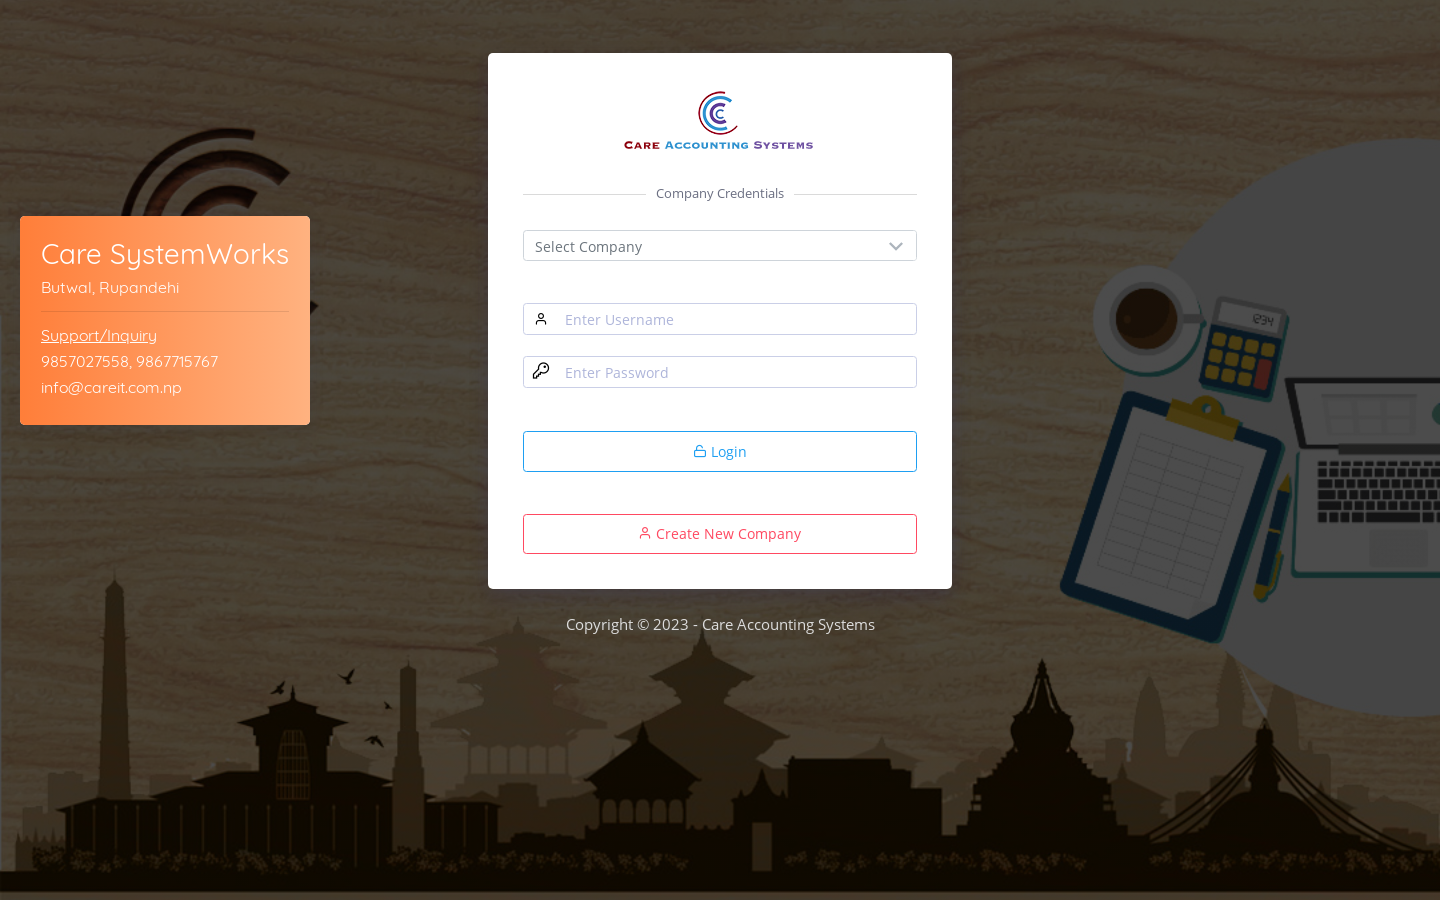 Care Accounting Systems
Company Credentials
Select Company
Enter Username
Enter Password
Login
Create New Company
Copyright © 2023 - Care Accounting Systems
Care SystemWorks
Butwal, Rupandehi
Support/Inquiry
9857027558, 9867715767
info@careit.com.np
1234